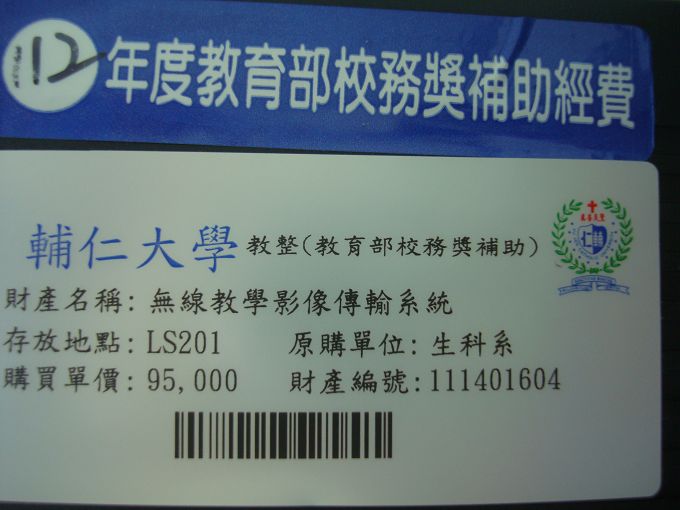 12年度教育部校務獎補助經費
輔仁大學 教整(教育部校務獎補助)
財產名稱: 無線教學影像傳輸系統
存放地點: LS201 原購單位: 生科系
購買單價: 95,000 財產編號: 111401604